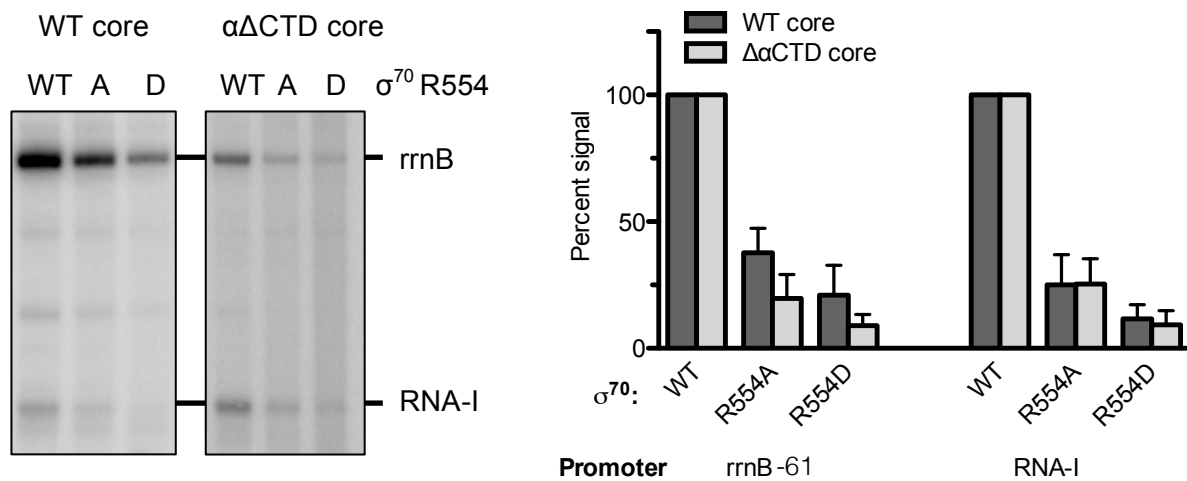 WT core αΔCTD core
WT A D WT A D σ⁷⁰ R554
rrnB
RNA-I
WT core
ΔαCTD core
Percent signal
100
50
0
σ⁷⁰: WT R554A R554D WT R554A R554D
Promoter rrnB-61 RNA-I